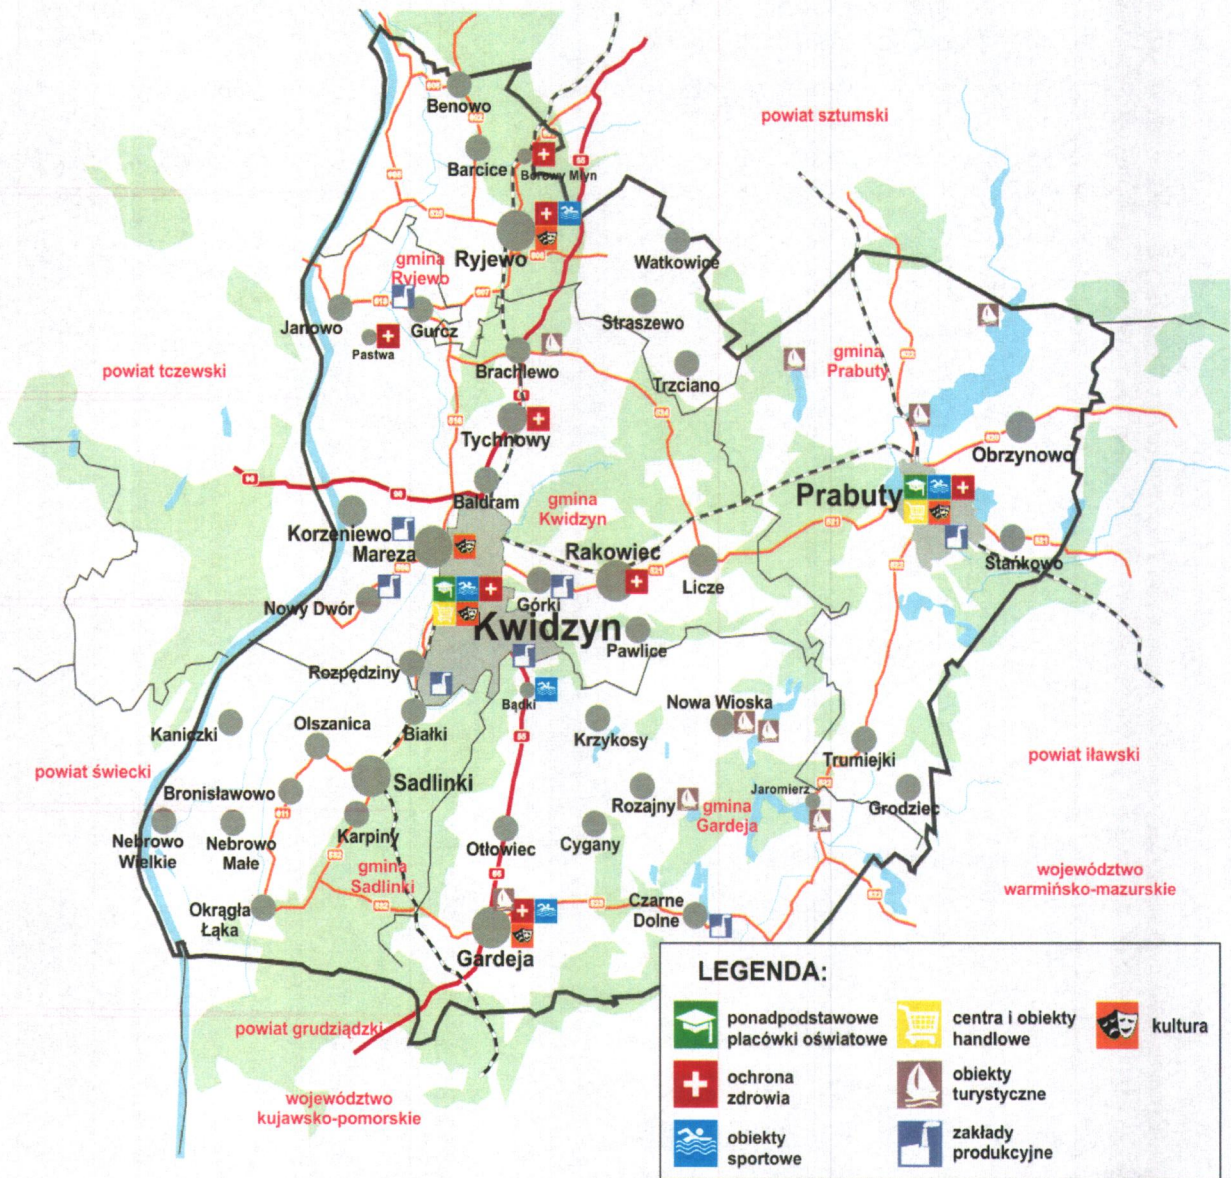 powiat sztumski
Benowo
Barcice
Borowy Młyn
Ryjewo
gmina
Ryjewo
Watkowice
Straszewo
Janowo
Gurcz
Pastwa
Brachlewo
Trzciano
gmina
Prabuty
powiat tczewski
Tychnowy
Obrzynowo
Baldram
gmina
Kwidzyn
Prabuty
Korzeniewo
Mareza
Rakowiec
Licze
Stańkowo
Nowy Dwór
Górki
Kwidzyn
Pawlice
Rozpędziny
Bądki
Nowa Wioska
Kaniczki
Olszanica
Białki
Krzykosy
Trumiejki
powiat iławski
powiat świecki
Bronisławowo
Sadlinki
Rozajny
gmina
Gardeja
Jaromierz
Grodziec
Nebrowo
Wielkie
Nebrowo
Małe
Karpiny
Otłowiec
Cygany
gmina
Sadlinki
województwo
warmińsko-mazurskie
Okrągła
Łąka
Czarne
Dolne
Gardeja
powiat grudziądzki
województwo
kujawsko-pomorskie
LEGENDA:
ponadpodstawowe
placówki oświatowe
centra i obiekty
handlowe
kultura
ochrona
zdrowia
obiekty
turystyczne
obiekty
sportowe
zakłady
produkcyjne